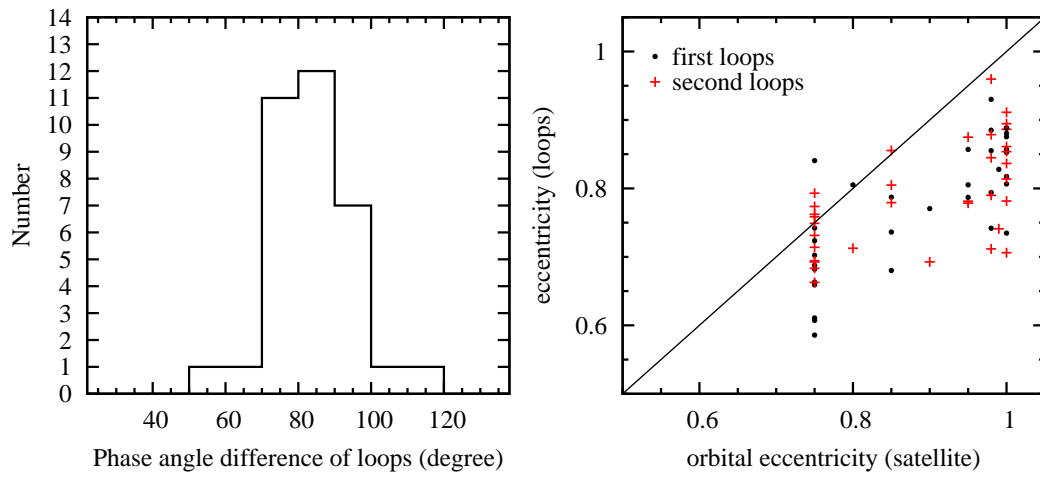 14
13
12
11
10
9
8
7
6
5
4
3
2
1
0
Number
40 60 80 100 120
Phase angle difference of loops (degree)
1
0.8
0.6
eccentricity (loops)
first loops
second loops
0.6 0.8 1
orbital eccentricity (satellite)